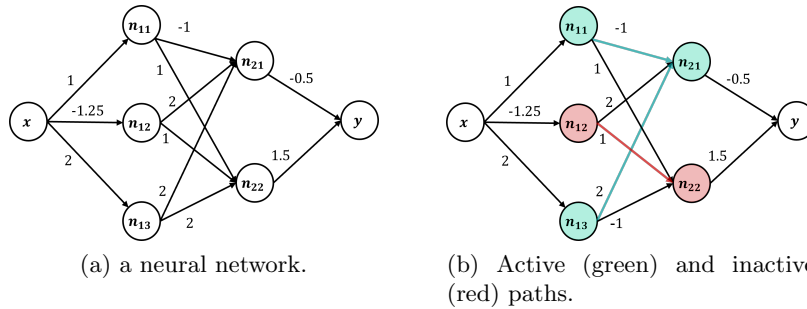 n11
-1
n21
1
1
-0.5
-1.25
2
x
n12
y
1
2
1.5
n22
2
n13
2
(a) a neural network.
n11
-1
n21
1
1
-0.5
-1.25
2
x
n12
y
1
2
1.5
n22
2
n13
-1
(b) Active (green) and inactive
(red) paths.